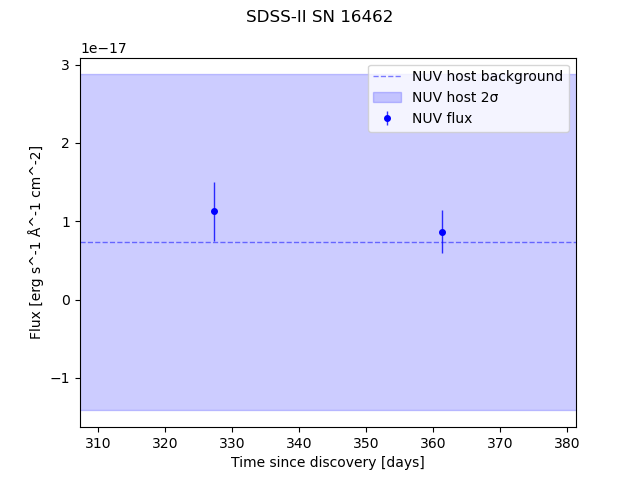 SDSS-II SN 16462
1e−17
NUV host background
NUV host 2σ
NUV flux
3
2
1
0
−1
Flux [erg s^-1 Å^-1 cm^-2]
310 320 330 340 350 360 370 380
Time since discovery [days]